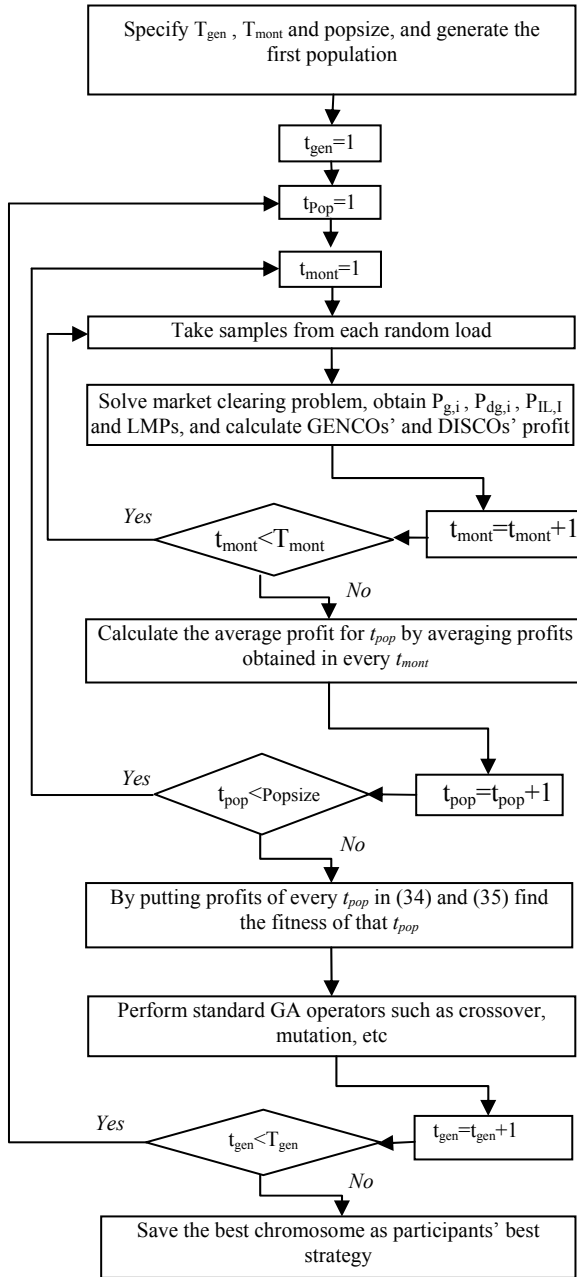 Specify T_gen , T_mont and popsize, and generate the
first population
t_gen=1
t_Pop=1
t_mont=1
Take samples from each random load
Solve market clearing problem, obtain P_g,i , P_dg,i , P_IL,I
and LMPs, and calculate GENCOs' and DISCOs' profit
Yes
t_mont<T_mont
t_mont=t_mont+1
No
Calculate the average profit for t_pop by averaging profits
obtained in every t_mont
Yes
t_pop<Popsize
t_pop=t_pop+1
No
By putting profits of every t_pop in (34) and (35) find
the fitness of that t_pop
Perform standard GA operators such as crossover,
mutation, etc
Yes
t_gen<T_gen
t_gen=t_gen+1
No
Save the best chromosome as participants' best
strategy